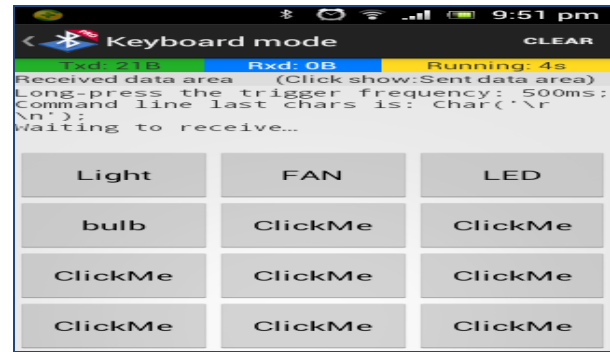 9:51 pm
PRO
Keyboard mode CLEAR
Txd: 21B Rxd: 0B Running: 4s
Received data area (Click show:Sent data area)
Long-press the trigger frequency: 500ms;
Command line last chars is: Char('\r
\n');
Waiting to receive…
Light FAN LED
bulb ClickMe ClickMe
ClickMe ClickMe ClickMe
ClickMe ClickMe ClickMe